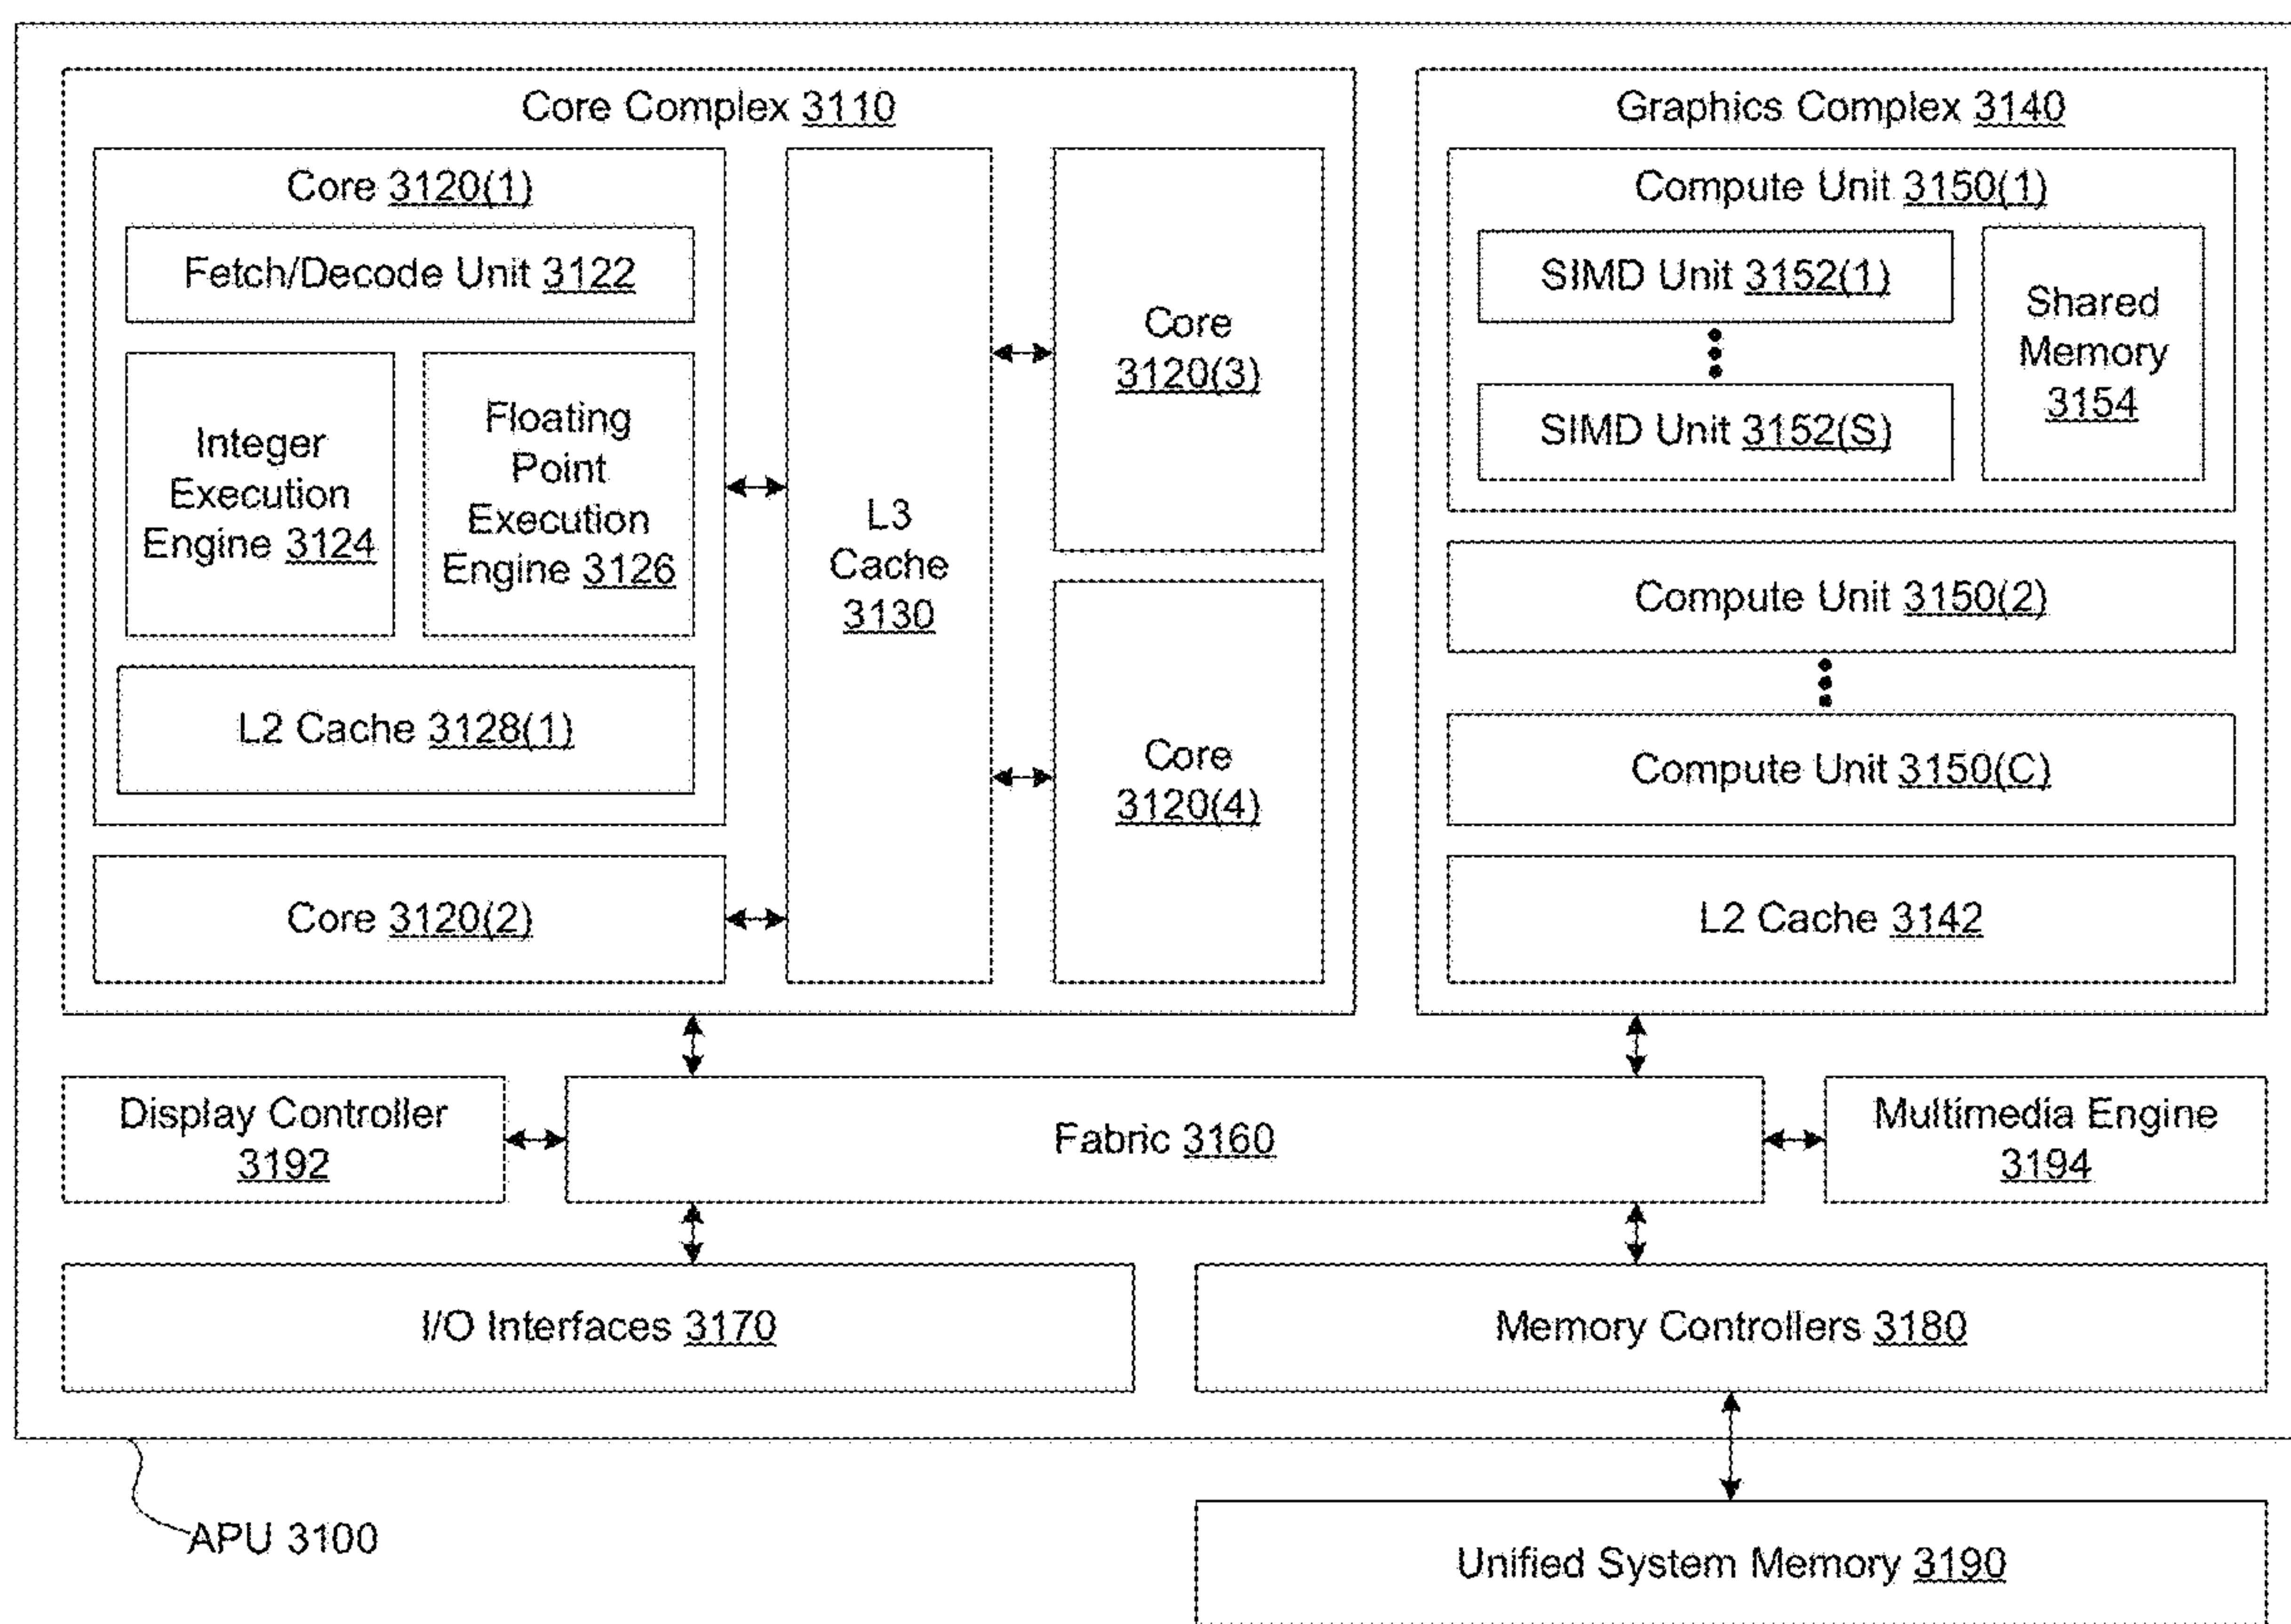 Core Complex 3110
Core 3120(1)
Fetch/Decode Unit 3122
Integer
Execution
Engine 3124
Floating
Point
Execution
Engine 3126
L2 Cache 3128(1)
Core 3120(2)
L3
Cache
3130
Core
3120(3)
Core
3120(4)
Graphics Complex 3140
Compute Unit 3150(1)
SIMD Unit 3152(1)
SIMD Unit 3152(S)
Shared
Memory
3154
Compute Unit 3150(2)
Compute Unit 3150(C)
L2 Cache 3142
Display Controller
3192
Fabric 3160
Multimedia Engine
3194
I/O Interfaces 3170
Memory Controllers 3180
APU 3100
Unified System Memory 3190